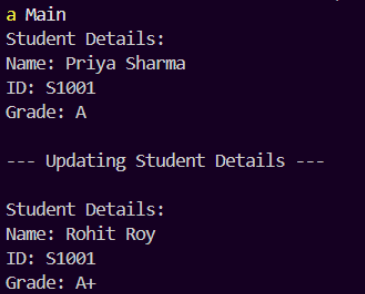 a Main
Student Details:
Name: Priya Sharma
ID: S1001
Grade: A
--- Updating Student Details ---
Student Details:
Name: Rohit Roy
ID: S1001
Grade: A+